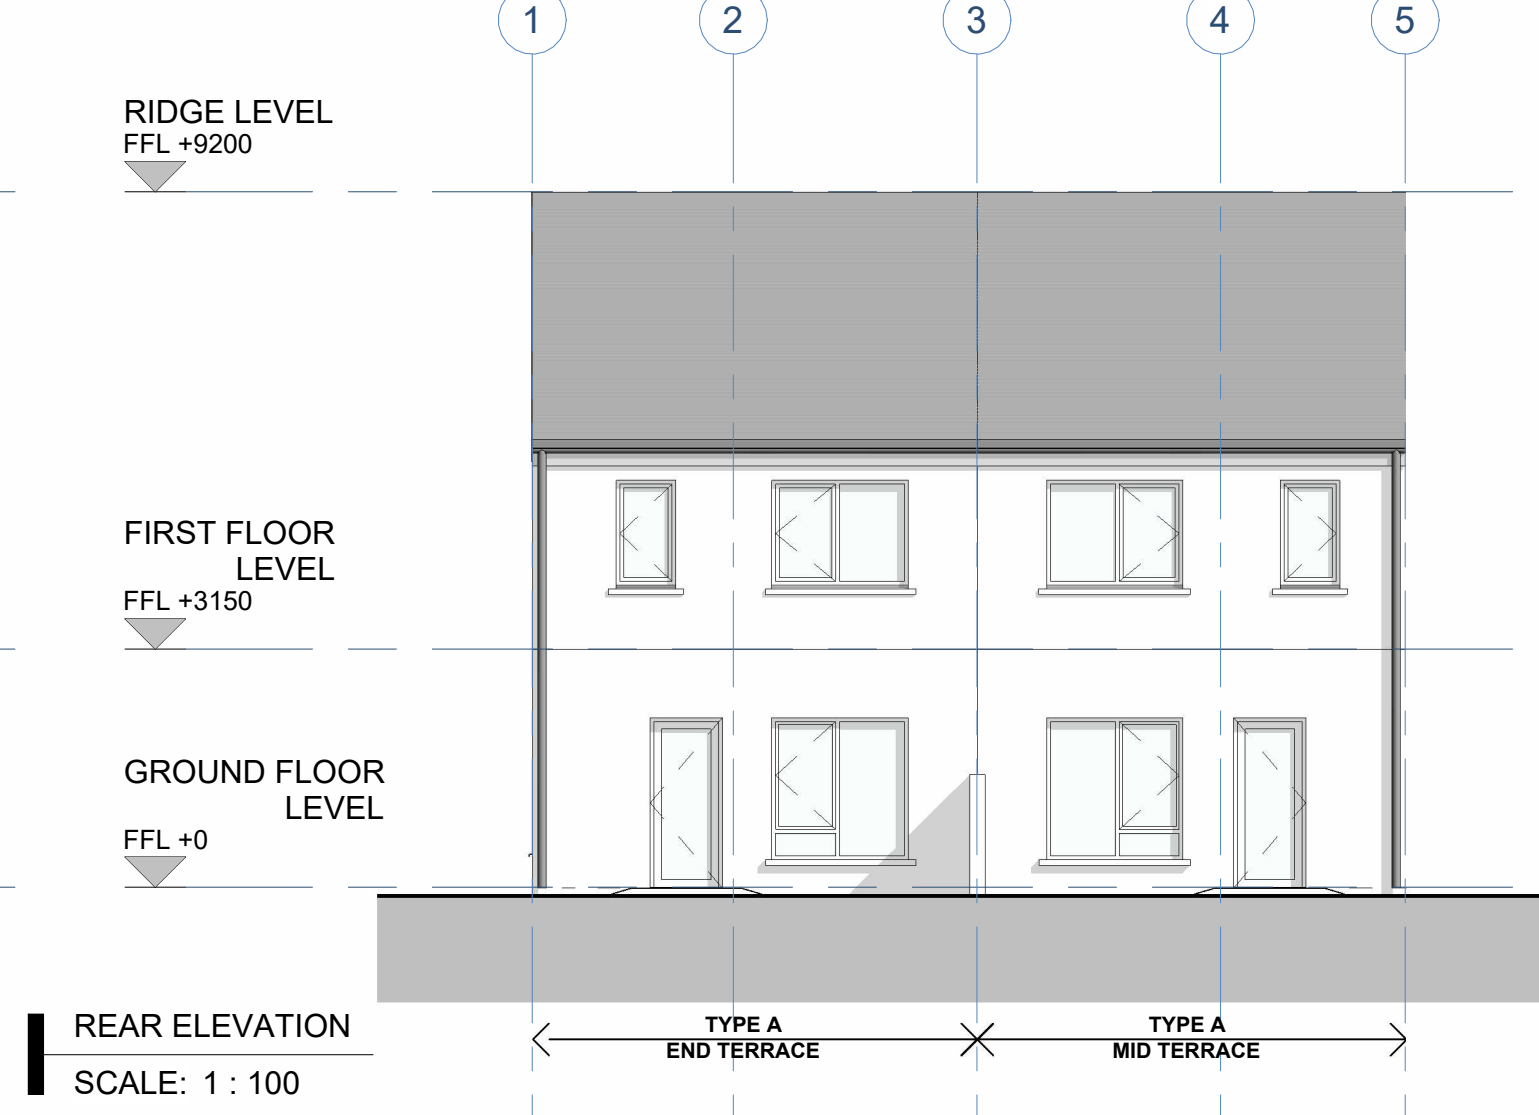 1 2 3 4 5
RIDGE LEVEL
FFL +9200
FIRST FLOOR
LEVEL
FFL +3150
GROUND FLOOR
LEVEL
FFL +0
REAR ELEVATION
SCALE: 1 : 100
TYPE A
END TERRACE
TYPE A
MID TERRACE